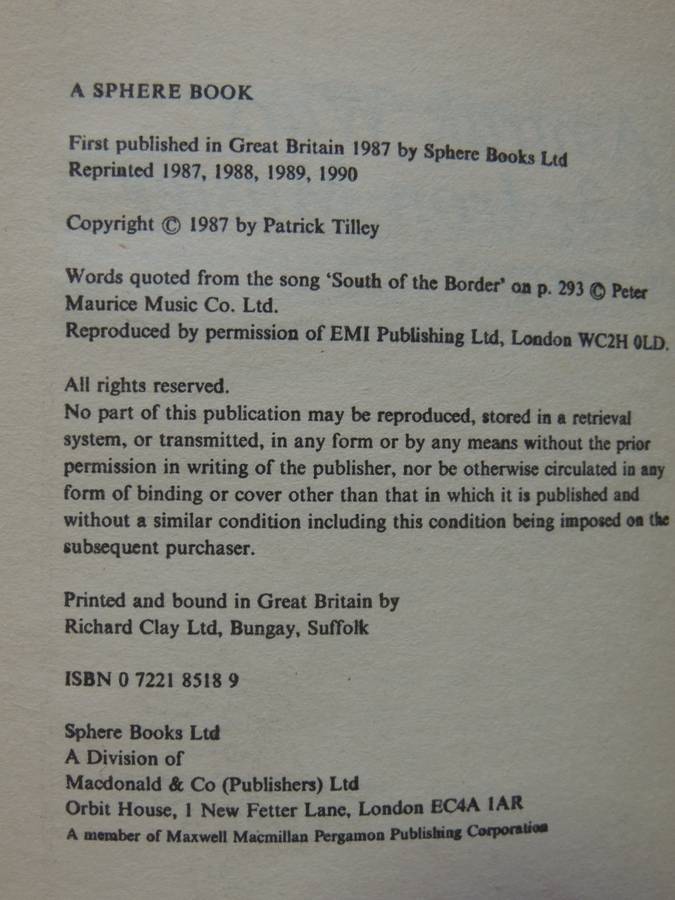 A SPHERE BOOK
First published in Great Britain 1987 by Sphere Books Ltd
Reprinted 1987, 1988, 1989, 1990
Copyright © 1987 by Patrick Tilley
Words quoted from the song ‘South of the Border’ on p. 293 © Peter
Maurice Music Co. Ltd.
Reproduced by permission of EMI Publishing Ltd, London WC2H 0LD.
All rights reserved.
No part of this publication may be reproduced, stored in a retrieval
system, or transmitted, in any form or by any means without the prior
permission in writing of the publisher, nor be otherwise circulated in any
form of binding or cover other than that in which it is published and
without a similar condition including this condition being imposed on the
subsequent purchaser.
Printed and bound in Great Britain by
Richard Clay Ltd, Bungay, Suffolk
ISBN 0 7221 8518 9
Sphere Books Ltd
A Division of
Macdonald & Co (Publishers) Ltd
Orbit House, 1 New Fetter Lane, London EC4A 1AR
A member of Maxwell Macmillan Pergamon Publishing Corporation